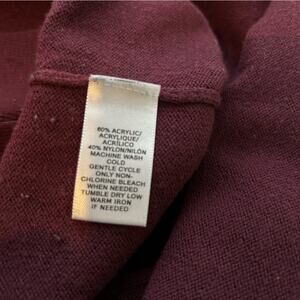 60% ACRYLIC/
ACRYLIQUE/
ACRÍLICO
40% NYLON/NILÓN
MACHINE WASH
COLD
GENTLE CYCLE
ONLY NON-
CHLORINE BLEACH
WHEN NEEDED
TUMBLE DRY LOW
WARM IRON
IF NEEDED